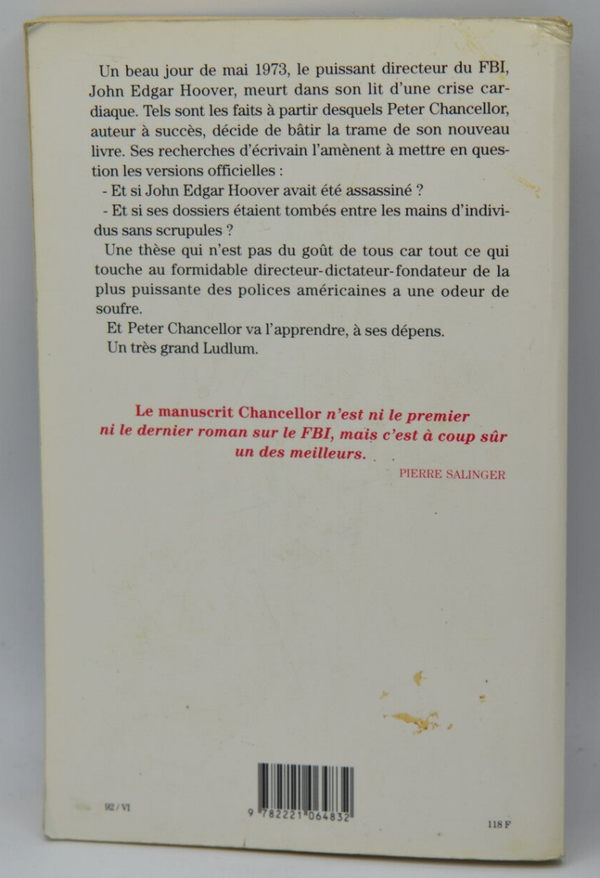 Un beau jour de mai 1973, le puissant directeur du FBI,
John Edgar Hoover, meurt dans son lit d'une crise car-
diaque. Tels sont les faits à partir desquels Peter Chancellor,
auteur à succès, décide de bâtir la trame de son nouveau
livre. Ses recherches d'écrivain l'amènent à mettre en ques-
tion les versions officielles :
- Et si John Edgar Hoover avait été assassiné ?
- Et si ses dossiers étaient tombés entre les mains d'indivi-
dus sans scrupules ?
Une thèse qui n'est pas du goût de tous car tout ce qui
touche au formidable directeur-dictateur-fondateur de la
plus puissante des polices américaines a une odeur de
soufre.
Et Peter Chancellor va l'apprendre, à ses dépens.
Un très grand Ludlum.
Le manuscrit Chancellor n'est ni le premier
ni le dernier roman sur le FBI, mais c'est à coup sûr
un des meilleurs.
PIERRE SALINGER
92 / VI
9 782221 064832
118 F